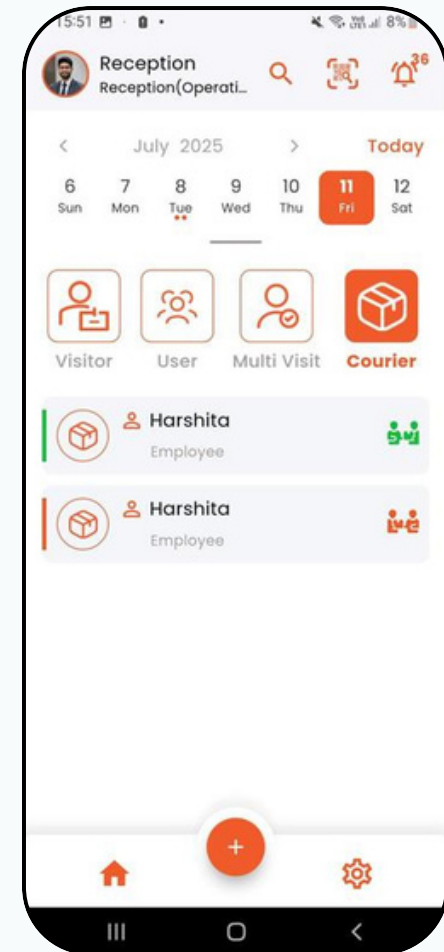 15:51 8%
Reception
Reception(Operati...
36
July 2025 Today
6 7 8 9 10 11 12
Sun Mon Tue Wed Thu Fri Sat
Visitor User Multi Visit Courier
Harshita
Employee
Harshita
Employee